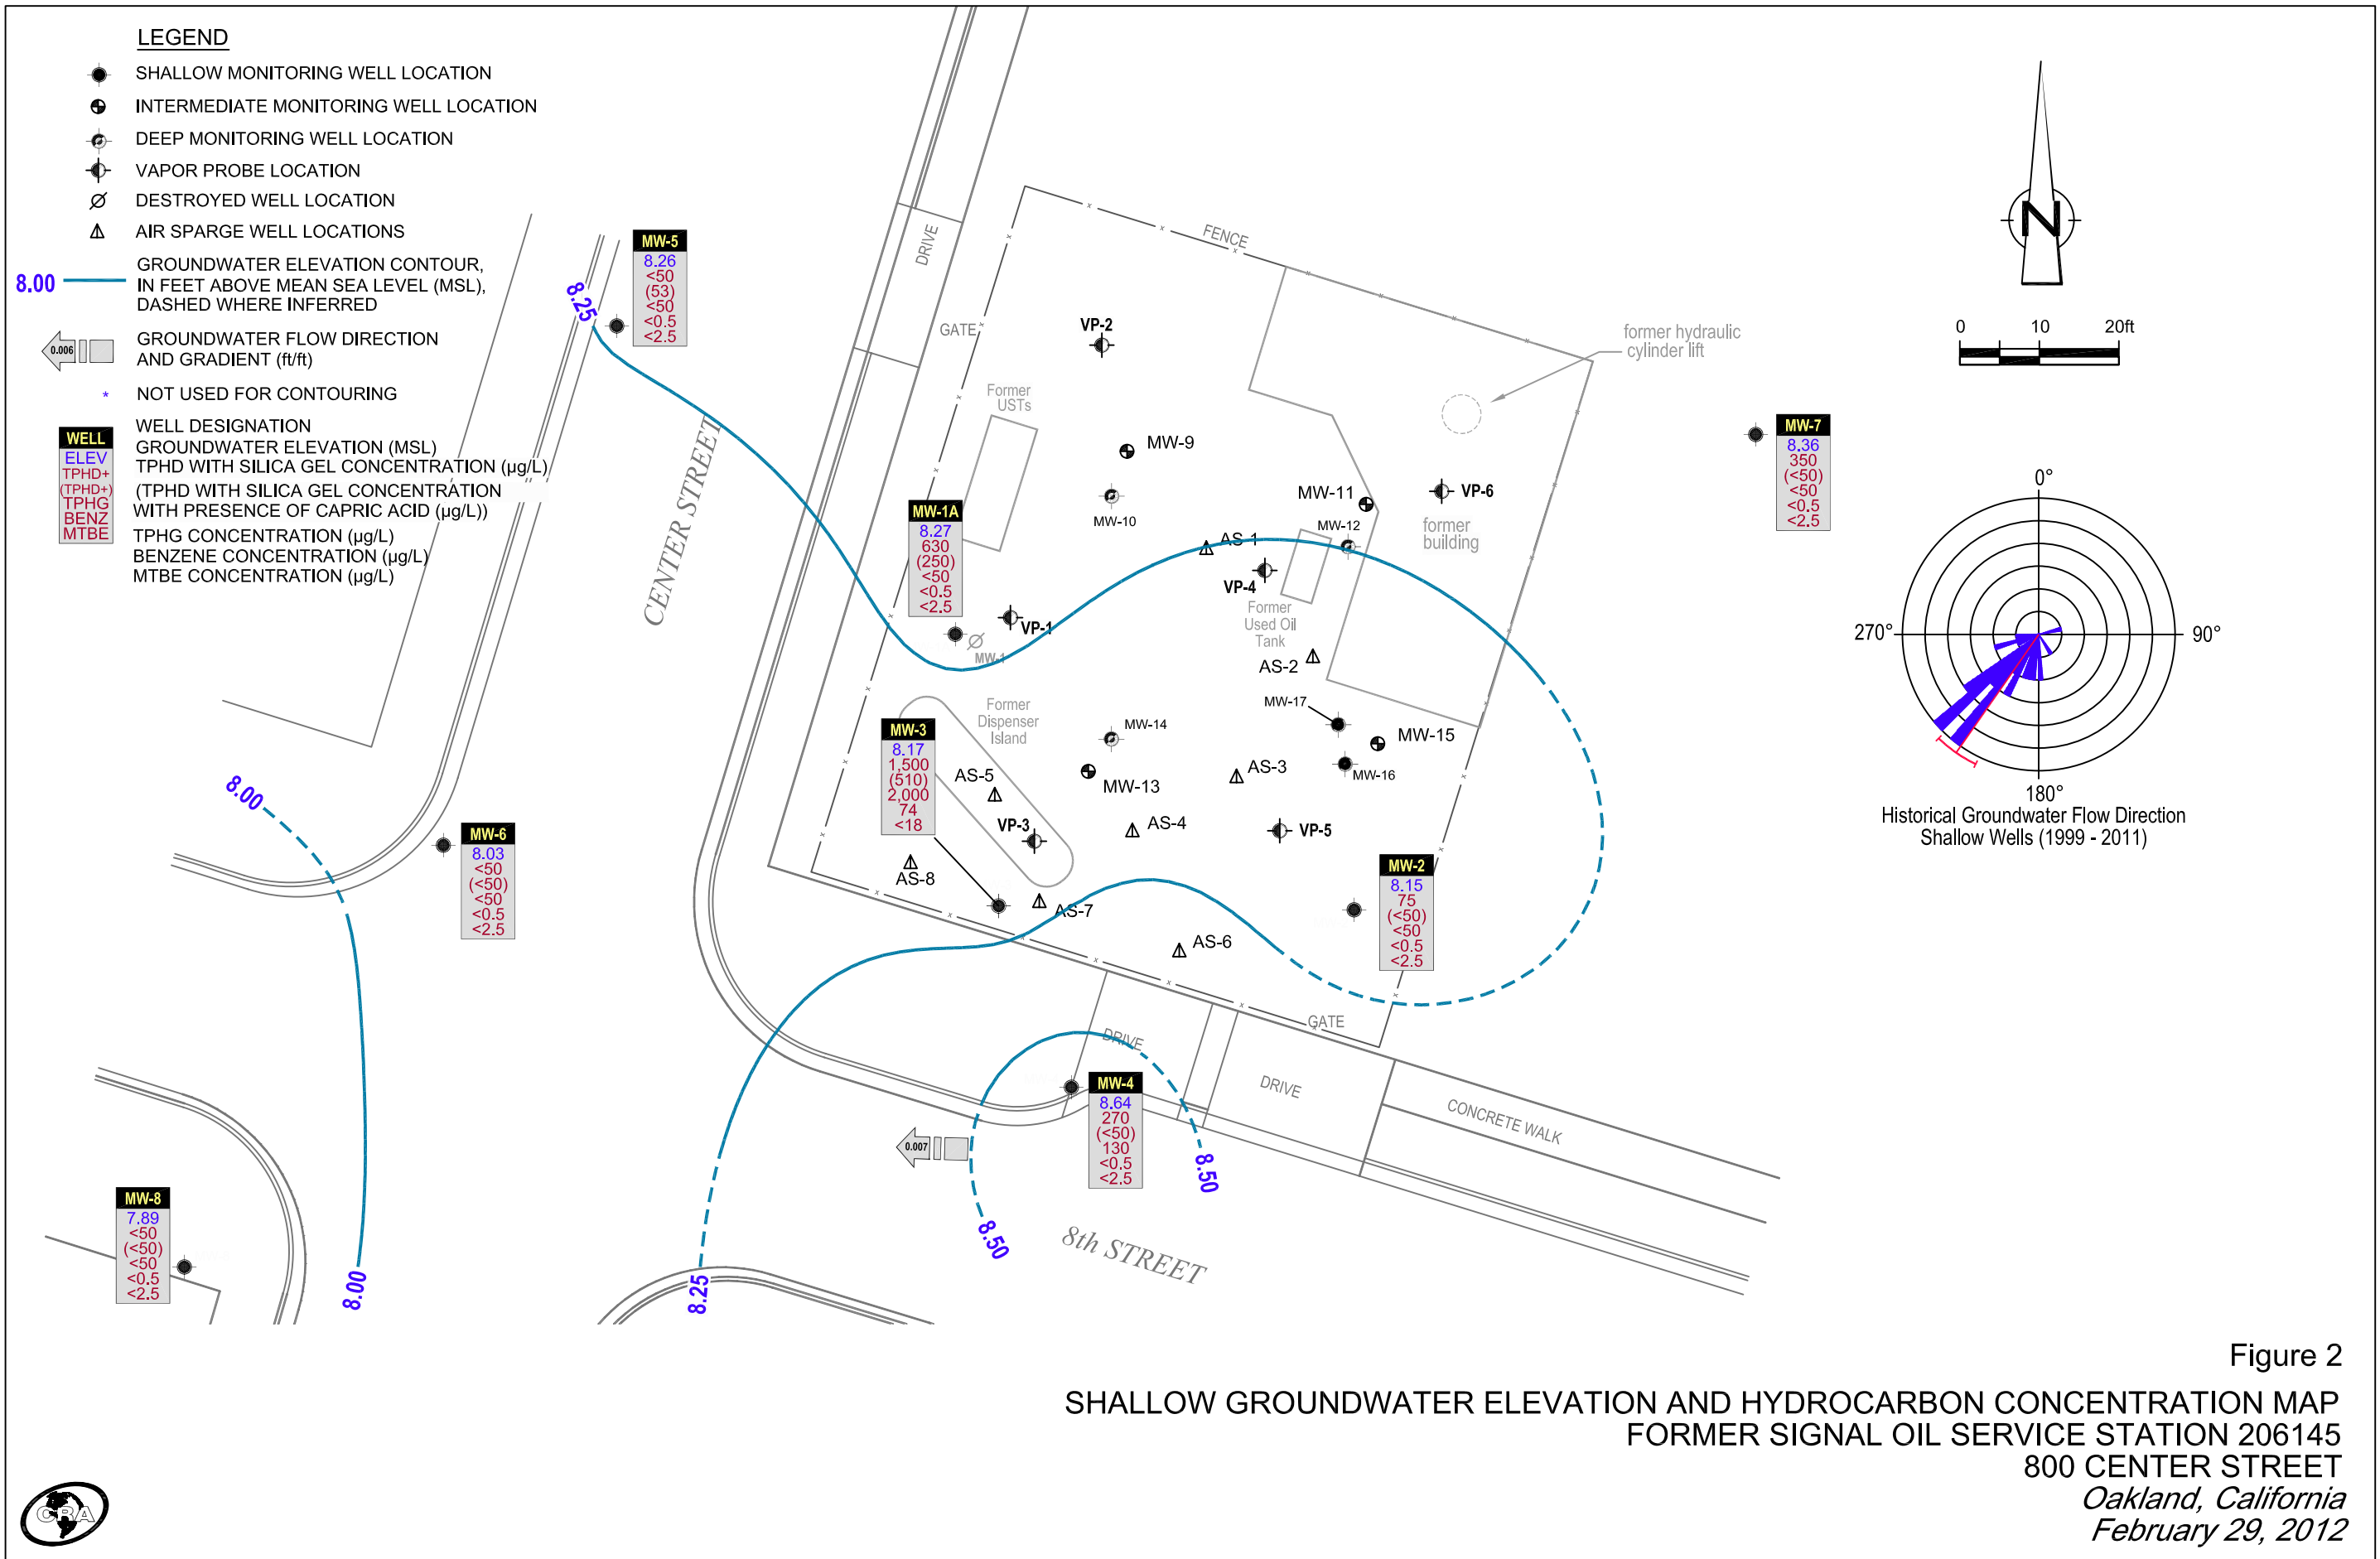 LEGEND
SHALLOW MONITORING WELL LOCATION
INTERMEDIATE MONITORING WELL LOCATION
DEEP MONITORING WELL LOCATION
VAPOR PROBE LOCATION
DESTROYED WELL LOCATION
AIR SPARGE WELL LOCATIONS
8.00
GROUNDWATER ELEVATION CONTOUR,
IN FEET ABOVE MEAN SEA LEVEL (MSL),
DASHED WHERE INFERRED
0.006
GROUNDWATER FLOW DIRECTION
AND GRADIENT (ft/ft)
* NOT USED FOR CONTOURING
WELL
ELEV
TPHD+
(TPHD+)
TPHG
BENZ
MTBE
WELL DESIGNATION
GROUNDWATER ELEVATION (MSL)
TPHD WITH SILICA GEL CONCENTRATION (µg/L)
(TPHD WITH SILICA GEL CONCENTRATION
WITH PRESENCE OF CAPRIC ACID (µg/L))
TPHG CONCENTRATION (µg/L)
BENZENE CONCENTRATION (µg/L)
MTBE CONCENTRATION (µg/L)
MW-5
8.26
<50
(53)
<50
<0.5
<2.5
8.25
CENTER STREET
DRIVE
FENCE
GATE
VP-2
Former
USTs
MW-9
MW-10
MW-11
MW-12
VP-6
former
building
former hydraulic
cylinder lift
MW-7
8.36
350
(<50)
<50
<0.5
<2.5
N
0 10 20ft
0°
90°
180°
270°
Historical Groundwater Flow Direction
Shallow Wells (1999 - 2011)
MW-1A
8.27
630
(250)
<50
<0.5
<2.5
AS-1
VP-4
Former
Used Oil
Tank
VP-1
MW-1
AS-2
MW-17
MW-15
MW-16
Former
Dispenser
Island
MW-14
MW-13
MW-3
8.17
1,500
(510)
2,000
74
<18
AS-5
AS-3
VP-3
AS-4
VP-5
AS-8
AS-7
AS-6
MW-2
8.15
75
(<50)
<50
<0.5
<2.5
8.00
MW-6
8.03
<50
(<50)
<50
<0.5
<2.5
GATE
DRIVE
DRIVE
CONCRETE WALK
MW-4
8.64
270
(<50)
130
<0.5
<2.5
0.007
8.50
8.50
8th STREET
MW-8
7.89
<50
(<50)
<50
<0.5
<2.5
8.00
8.25
Figure 2
SHALLOW GROUNDWATER ELEVATION AND HYDROCARBON CONCENTRATION MAP
FORMER SIGNAL OIL SERVICE STATION 206145
800 CENTER STREET
Oakland, California
February 29, 2012
CRA